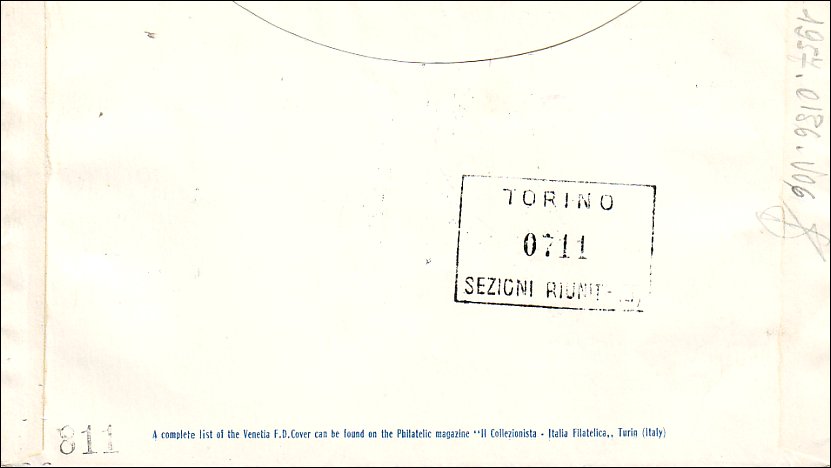 TORINO
0711
SEZIONI
811
A complete list of the Venetia F.D.Cover can be found on the Philatelic magazine "Il Collezionista - Italia Filatelica,, Turin (Italy)